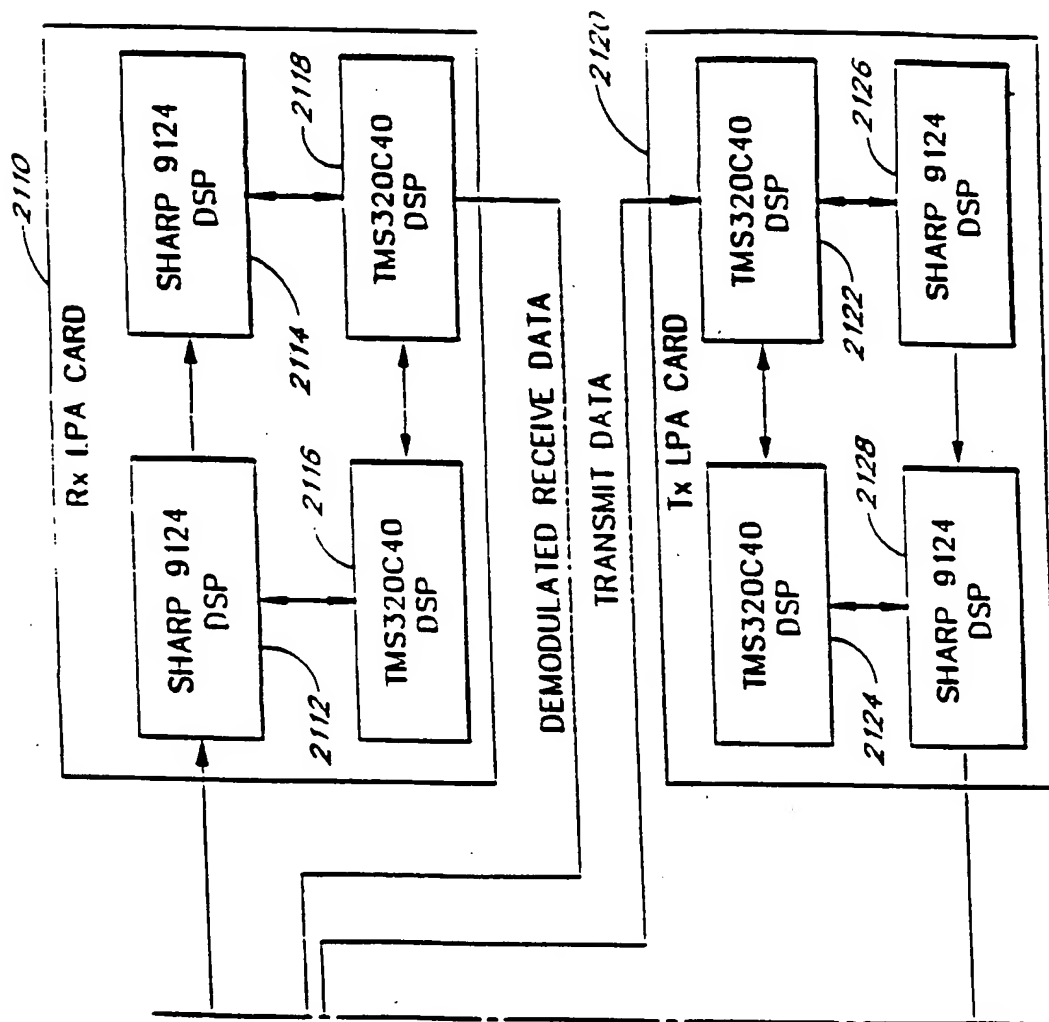 2110
Rx LPA CARD
SHARP 9124
DSP
2112
SHARP 9124
DSP
2114
TMS320C40
DSP
2116
TMS320C40
DSP
2118
DEMODULATED RECEIVE DATA
TRANSMIT DATA
2120
Tx LPA CARD
TMS320C40
DSP
2124
TMS320C40
DSP
2122
SHARP 9124
DSP
2128
SHARP 9124
DSP
2126